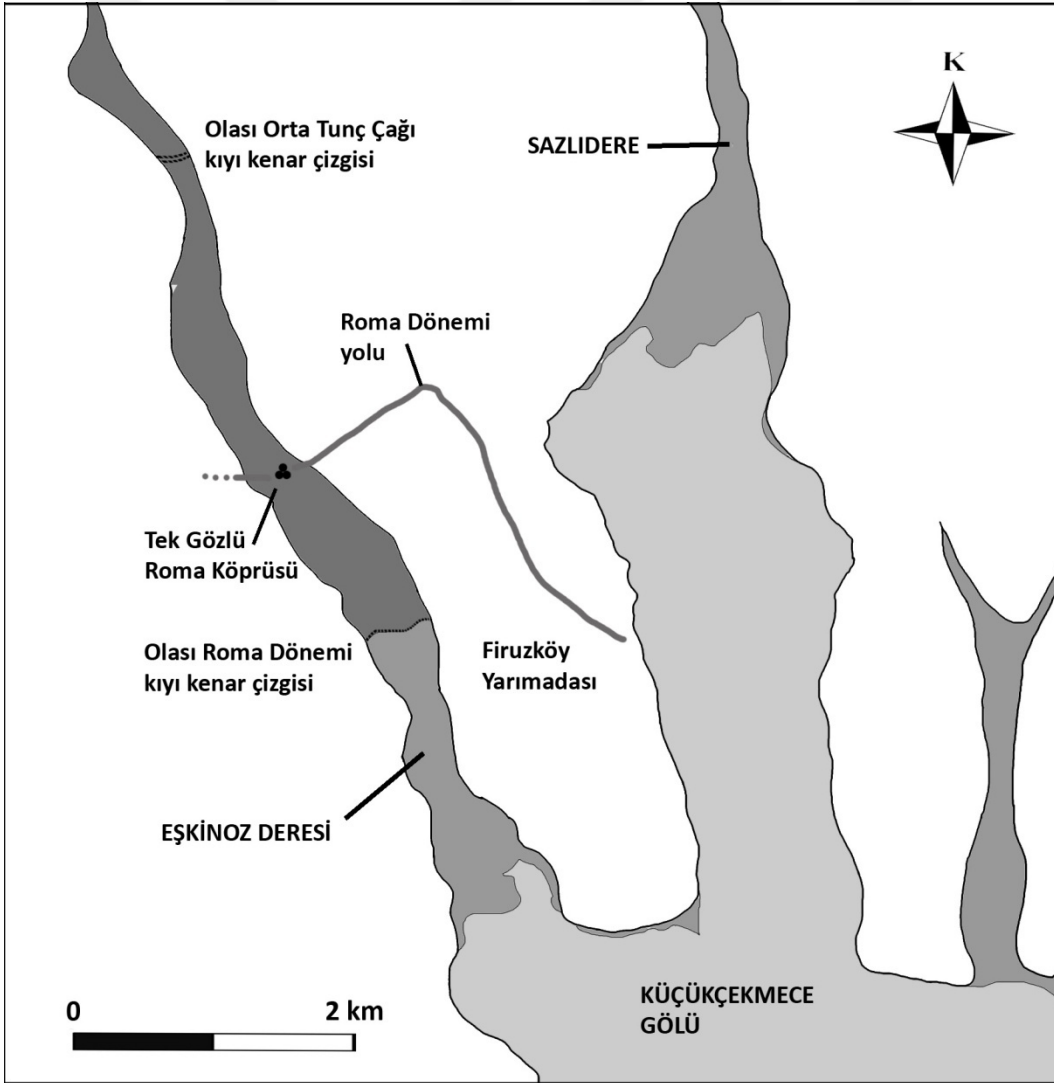 K
Olası Orta Tunç Çağı
kıyı kenar çizgisi
SAZLIDERE
Roma Dönemi
yolu
Tek Gözlü
Roma Köprüsü
Olası Roma Dönemi
kıyı kenar çizgisi
Firuzköy
Yarımadası
EŞKİNOZ DERESİ
KÜÇÜKÇEKMECE
GÖLÜ
0 2 km